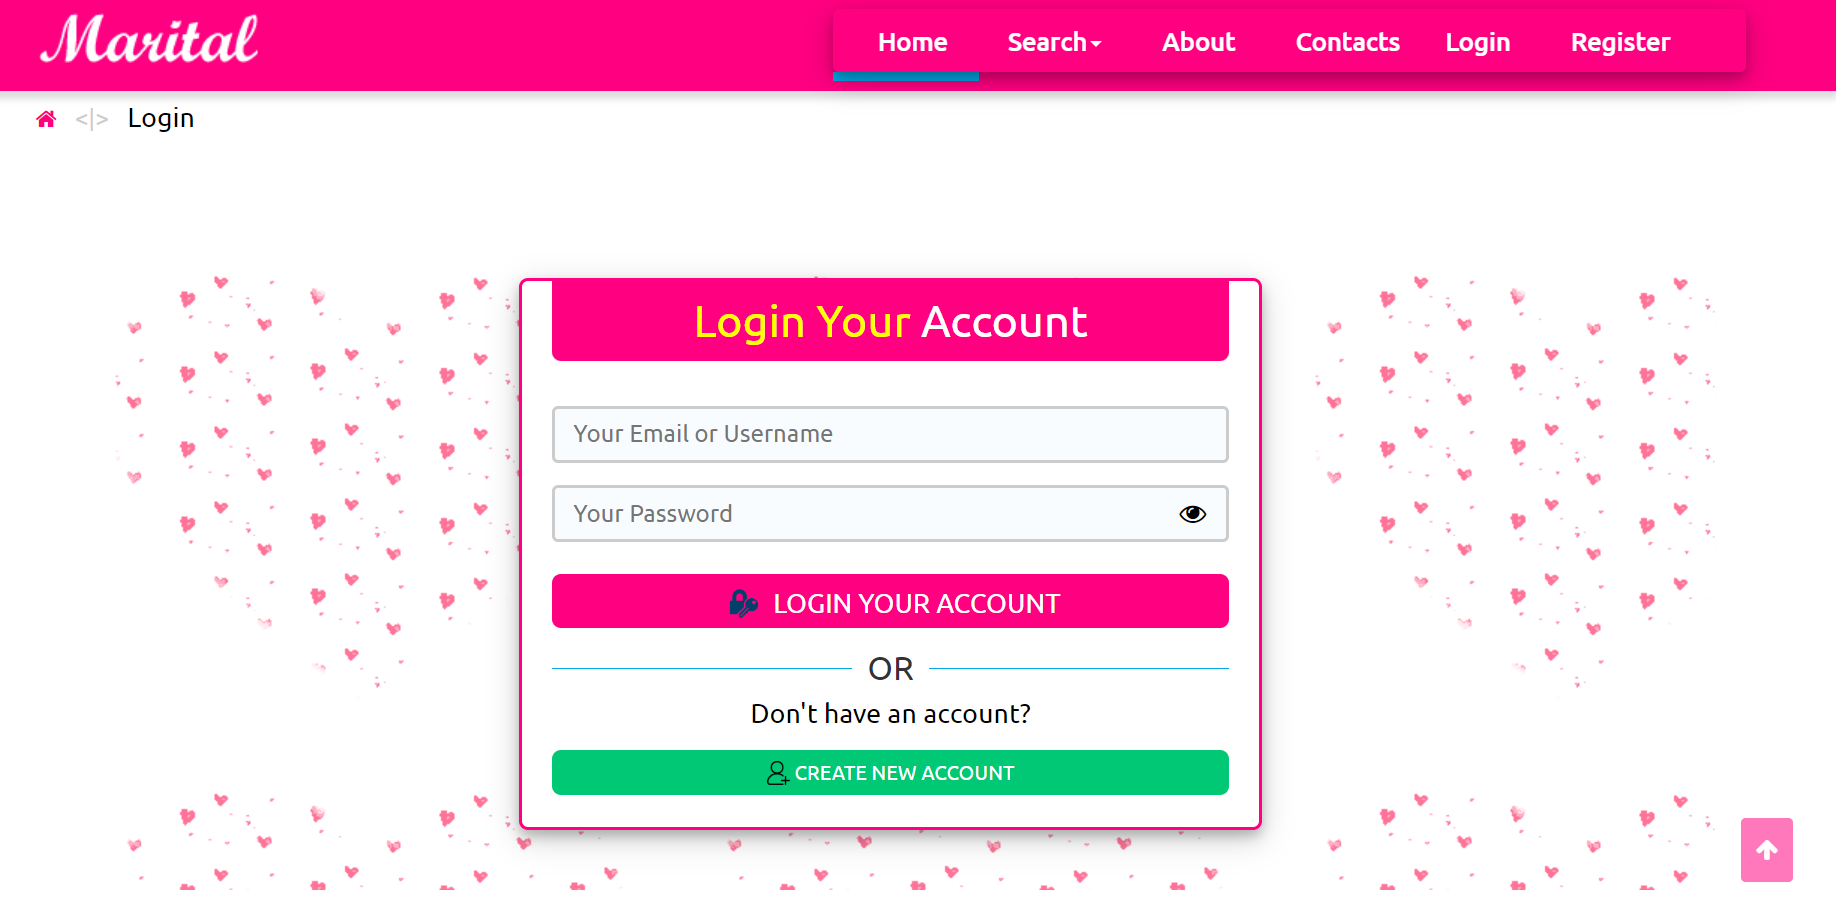 Marital
Home Search About Contacts Login Register
<|> Login
Login Your Account
Your Email or Username
Your Password
LOGIN YOUR ACCOUNT
OR
Don't have an account?
CREATE NEW ACCOUNT